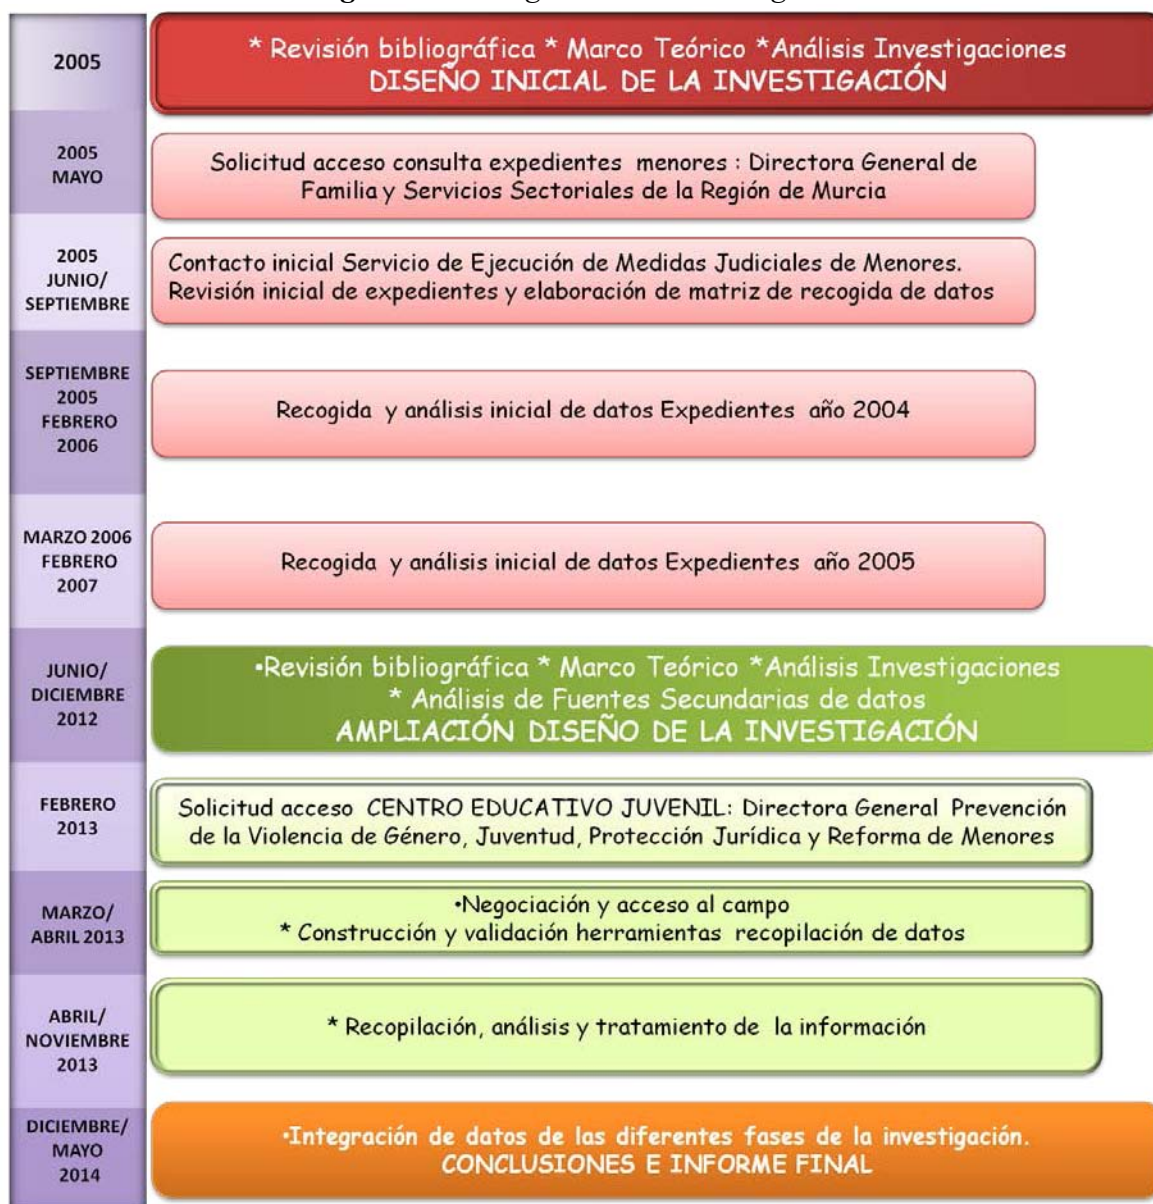 2005
* Revisión bibliográfica * Marco Teórico *Análisis Investigaciones
DISEÑO INICIAL DE LA INVESTIGACIÓN
2005
MAYO
Solicitud acceso consulta expedientes menores : Directora General de
Familia y Servicios Sectoriales de la Región de Murcia
2005
JUNIO/
SEPTIEMBRE
Contacto inicial Servicio de Ejecución de Medidas Judiciales de Menores.
Revisión inicial de expedientes y elaboración de matriz de recogida de datos
SEPTIEMBRE
2005
FEBRERO
2006
Recogida y análisis inicial de datos Expedientes año 2004
MARZO 2006
FEBRERO
2007
Recogida y análisis inicial de datos Expedientes año 2005
JUNIO/
DICIEMBRE
2012
•Revisión bibliográfica * Marco Teórico *Análisis Investigaciones
* Análisis de Fuentes Secundarias de datos
AMPLIACIÓN DISEÑO DE LA INVESTIGACIÓN
FEBRERO
2013
Solicitud acceso CENTRO EDUCATIVO JUVENIL: Directora General Prevención
de la Violencia de Género, Juventud, Protección Jurídica y Reforma de Menores
MARZO/
ABRIL 2013
•Negociación y acceso al campo
* Construcción y validación herramientas recopilación de datos
ABRIL/
NOVIEMBRE
2013
* Recopilación, análisis y tratamiento de la información
DICIEMBRE/
MAYO
2014
•Integración de datos de las diferentes fases de la investigación.
CONCLUSIONES E INFORME FINAL